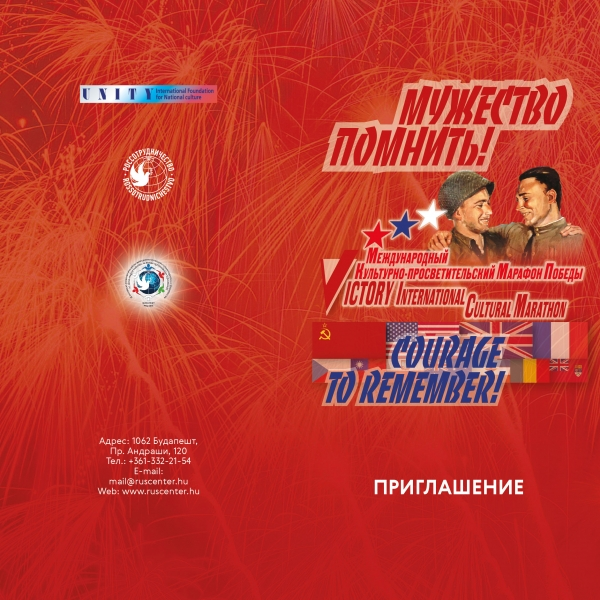 UNITY International Foundation
for National culture
РОССОТРУДНИЧЕСТВО
ROSSOTRUDNICHESTVO
Адрес: 1062 Будапешт,
Пр. Андраши, 120
Тел.: +361-332-21-54
E-mail:
mail@ruscenter.hu
Web: www.ruscenter.hu
МУЖЕСТВО
ПОМНИТЬ!
МЕЖДУНАРОДНЫЙ
КУЛЬТУРНО-ПРОСВЕТИТЕЛЬСКИЙ МАРАФОН ПОБЕДЫ
VICTORY INTERNATIONAL
CULTURAL MARATHON
COURAGE
TO REMEMBER!
ПРИГЛАШЕНИЕ